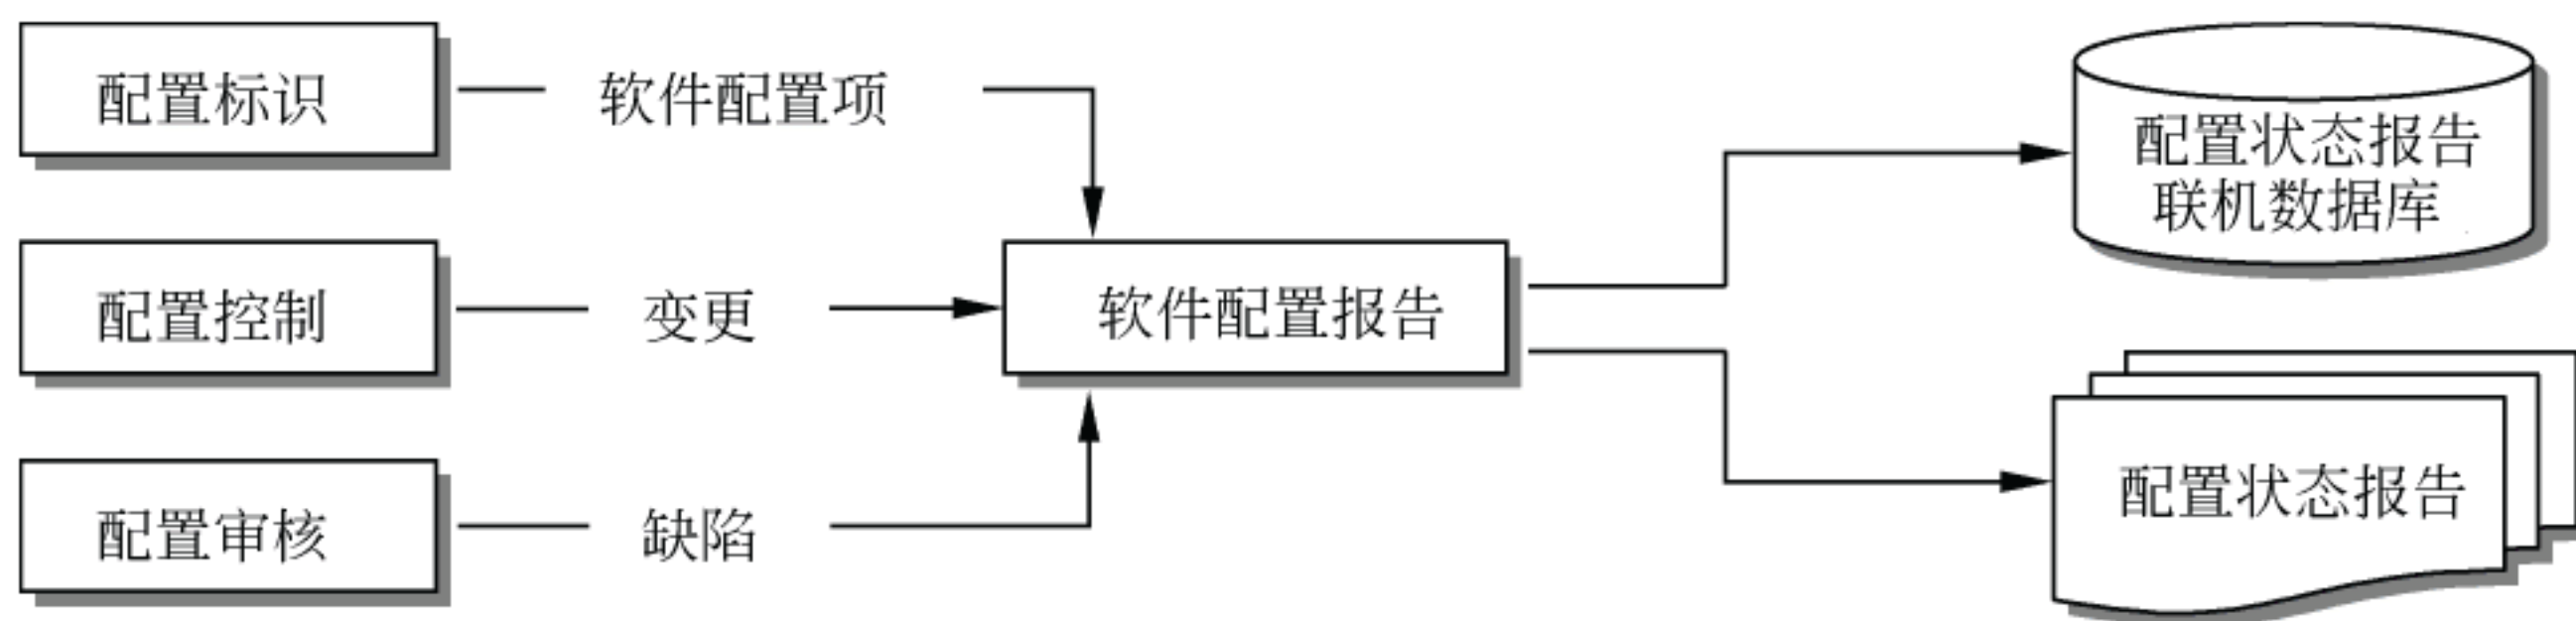 配置标识
软件配置项
配置控制
变更
软件配置报告
配置审核
缺陷
配置状态报告
联机数据库
配置状态报告